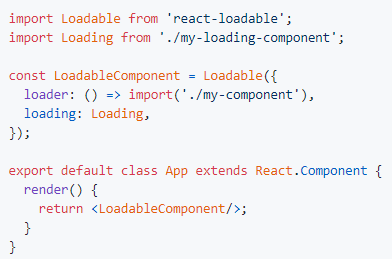 import Loadable from 'react-loadable';
import Loading from './my-loading-component';

const LoadableComponent = Loadable({
  loader: () => import('./my-component'),
  loading: Loading,
});

export default class App extends React.Component {
  render() {
    return <LoadableComponent/>;
  }
}